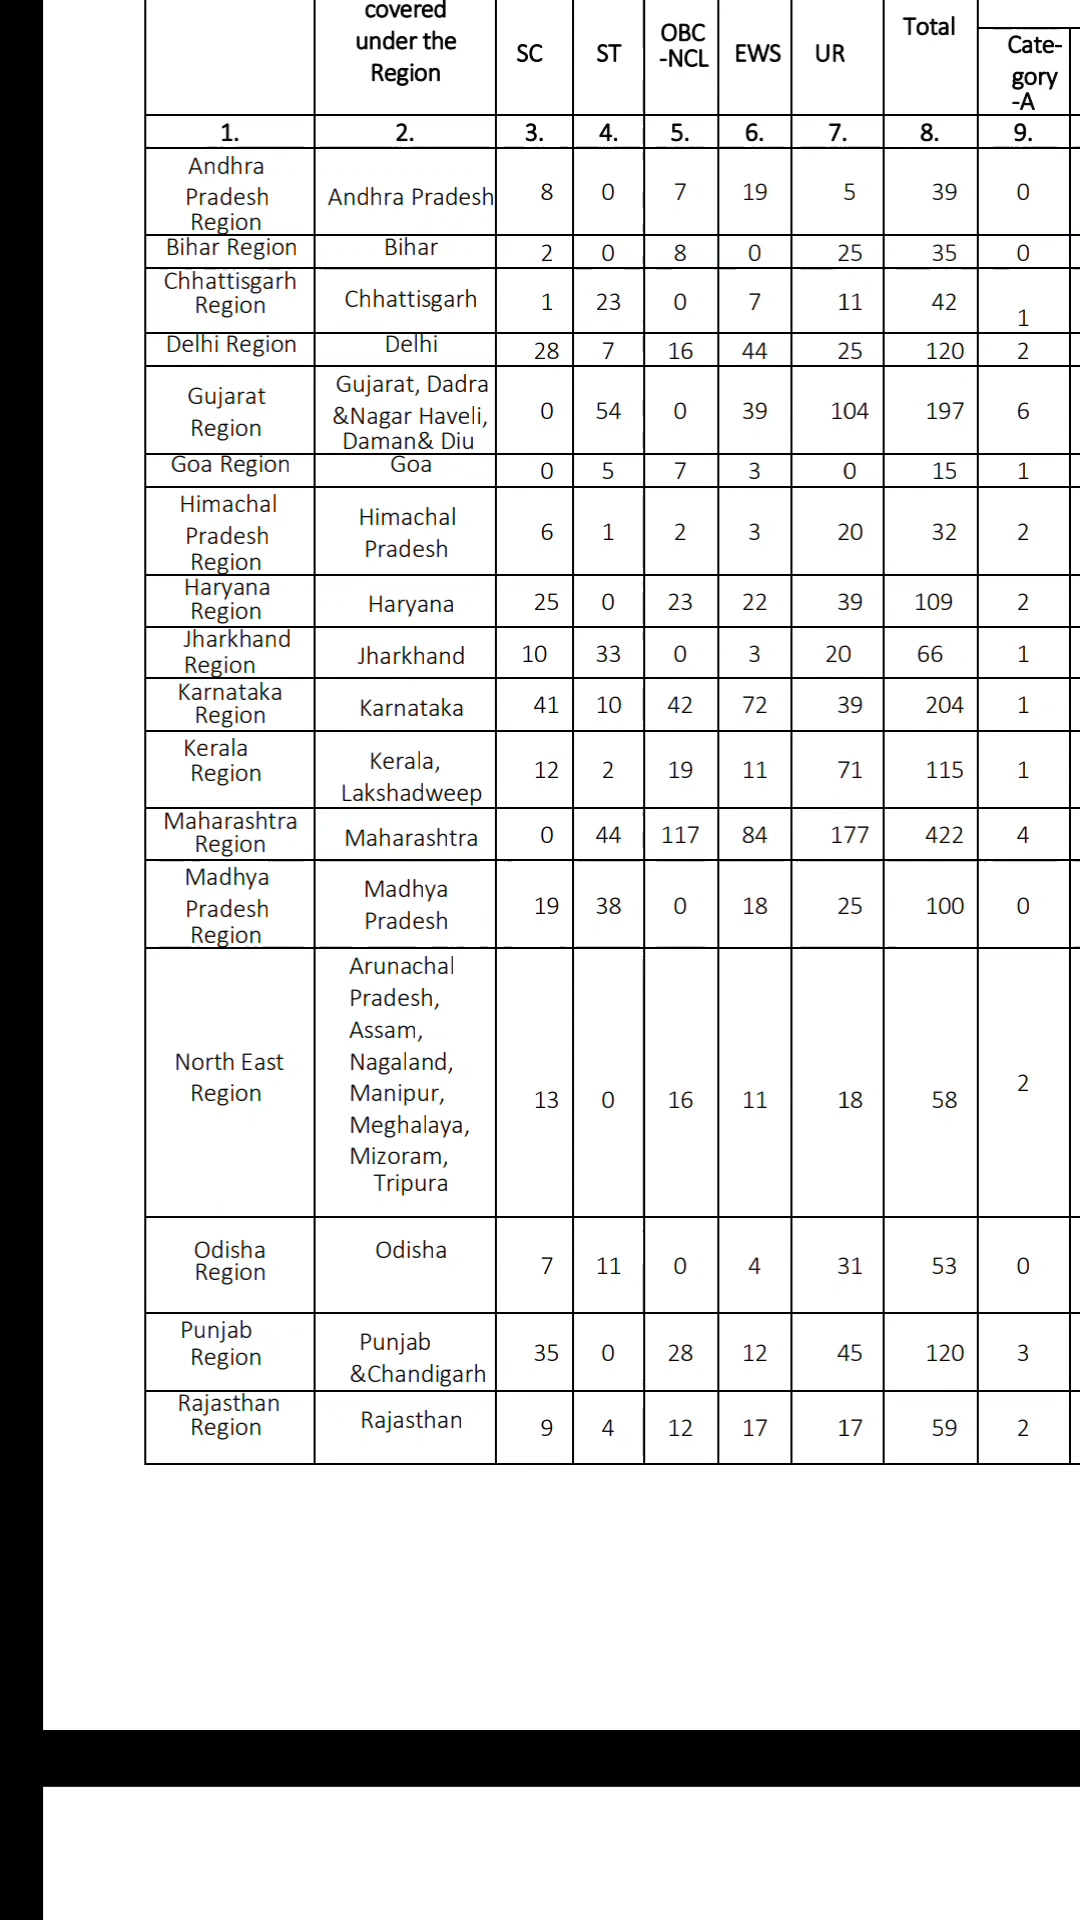 covered
under the
Region
SC
ST
OBC
-NCL
EWS
UR
Total
Cate-
gory
-A
1. 2. 3. 4. 5. 6. 7. 8. 9.
Andhra
Pradesh
Region
Andhra Pradesh 8 0 7 19 5 39 0
Bihar Region Bihar 2 0 8 0 25 35 0
Chhattisgarh
Region
Chhattisgarh 1 23 0 7 11 42 1
Delhi Region Delhi 28 7 16 44 25 120 2
Gujarat
Region
Gujarat, Dadra
&Nagar Haveli,
Daman& Diu
0 54 0 39 104 197 6
Goa Region Goa 0 5 7 3 0 15 1
Himachal
Pradesh
Region
Himachal
Pradesh
6 1 2 3 20 32 2
Haryana
Region
Haryana 25 0 23 22 39 109 2
Jharkhand
Region
Jharkhand 10 33 0 3 20 66 1
Karnataka
Region
Karnataka 41 10 42 72 39 204 1
Kerala
Region
Kerala,
Lakshadweep
12 2 19 11 71 115 1
Maharashtra
Region
Maharashtra 0 44 117 84 177 422 4
Madhya
Pradesh
Region
Madhya
Pradesh
19 38 0 18 25 100 0
North East
Region
Arunachal
Pradesh,
Assam,
Nagaland,
Manipur,
Meghalaya,
Mizoram,
Tripura
13 0 16 11 18 58 2
Odisha
Region
Odisha
7 11 0 4 31 53 0
Punjab
Region
Punjab
&Chandigarh
35 0 28 12 45 120 3
Rajasthan
Region
Rajasthan 9 4 12 17 17 59 2